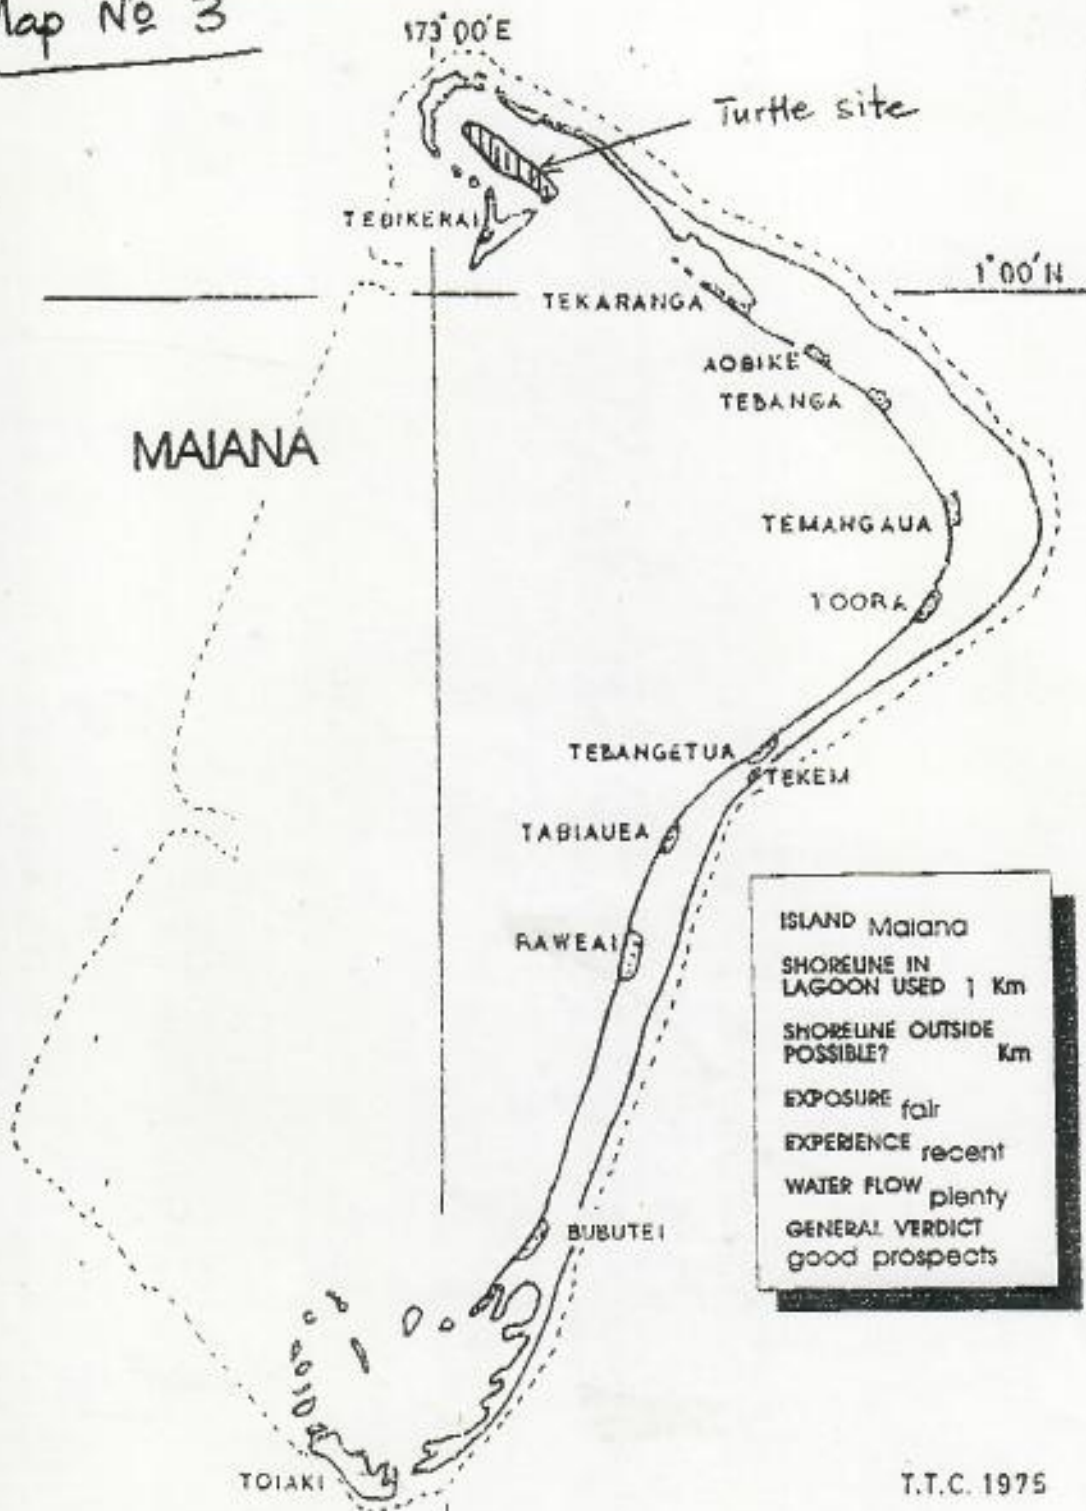 Map No 3
173°00'E
Turtle site
TEBIKERAI
1°00'N
TEKARANGA
AOBIKE
TEBANGA
MAIANA
TEMANGAUA
TOORA
TEBANGETUA
TEKEM
TABIAUEA
RAWEAI
ISLAND Maiana
SHORELINE IN
LAGOON USED 1 Km
SHORELINE OUTSIDE
POSSIBLE? Km
EXPOSURE fair
EXPERIENCE recent
WATER FLOW plenty
GENERAL VERDICT
good prospects
BUBUTEI
TOIAKI
T.T.C. 1975